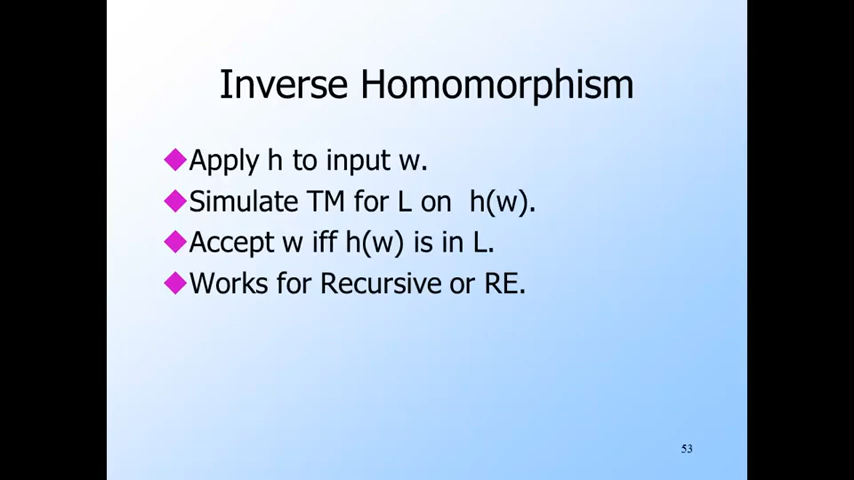 Inverse Homomorphism
Apply h to input w.
Simulate TM for L on h(w).
Accept w iff h(w) is in L.
Works for Recursive or RE.
53